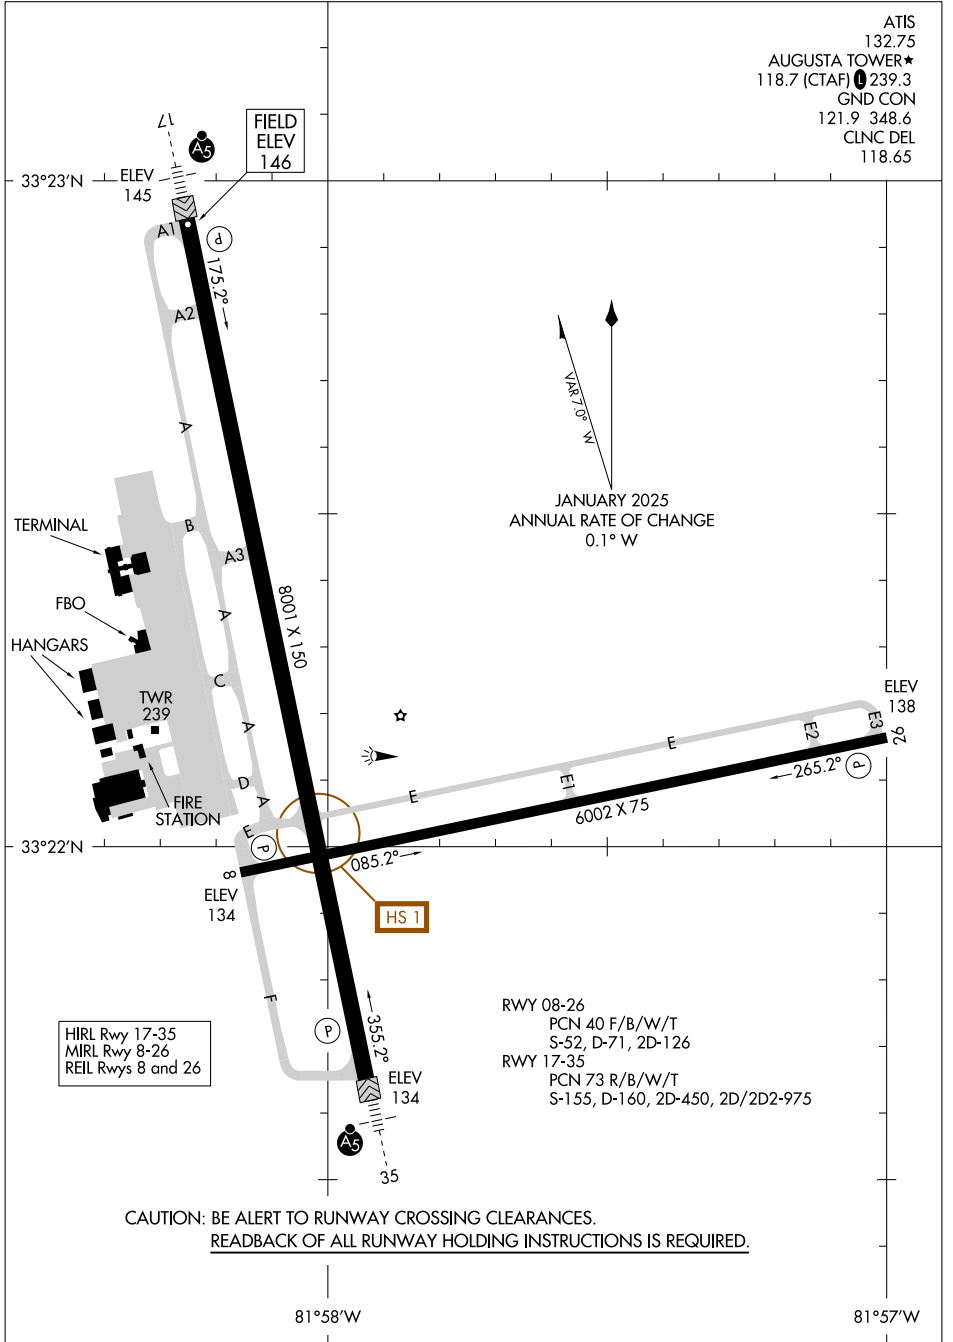 ATIS
132.75
AUGUSTA TOWER★
118.7 (CTAF) L 239.3
GND CON
121.9 348.6
CLNC DEL
118.65
17
A5
FIELD
ELEV
146
33°23'N
ELEV
145
A1
P
175.2°
A2
A
VAR 7.0° W
JANUARY 2025
ANNUAL RATE OF CHANGE
0.1° W
TERMINAL
B
A3
FBO
A
8001 X 150
HANGARS
C
TWR
239
A
ELEV
138
E3
26
E2
E
265.2°
P
D
A
E
E1
6002 X 75
FIRE
STATION
E
P
33°22'N
085.2°
8
ELEV
134
HS 1
F
P
355.2°
RWY 08-26
PCN 40 F/B/W/T
S-52, D-71, 2D-126
RWY 17-35
PCN 73 R/B/W/T
S-155, D-160, 2D-450, 2D/2D2-975
HIRL Rwy 17-35
MIRL Rwy 8-26
REIL Rwys 8 and 26
ELEV
134
A5
35
CAUTION: BE ALERT TO RUNWAY CROSSING CLEARANCES.
READBACK OF ALL RUNWAY HOLDING INSTRUCTIONS IS REQUIRED.
81°58'W
81°57'W